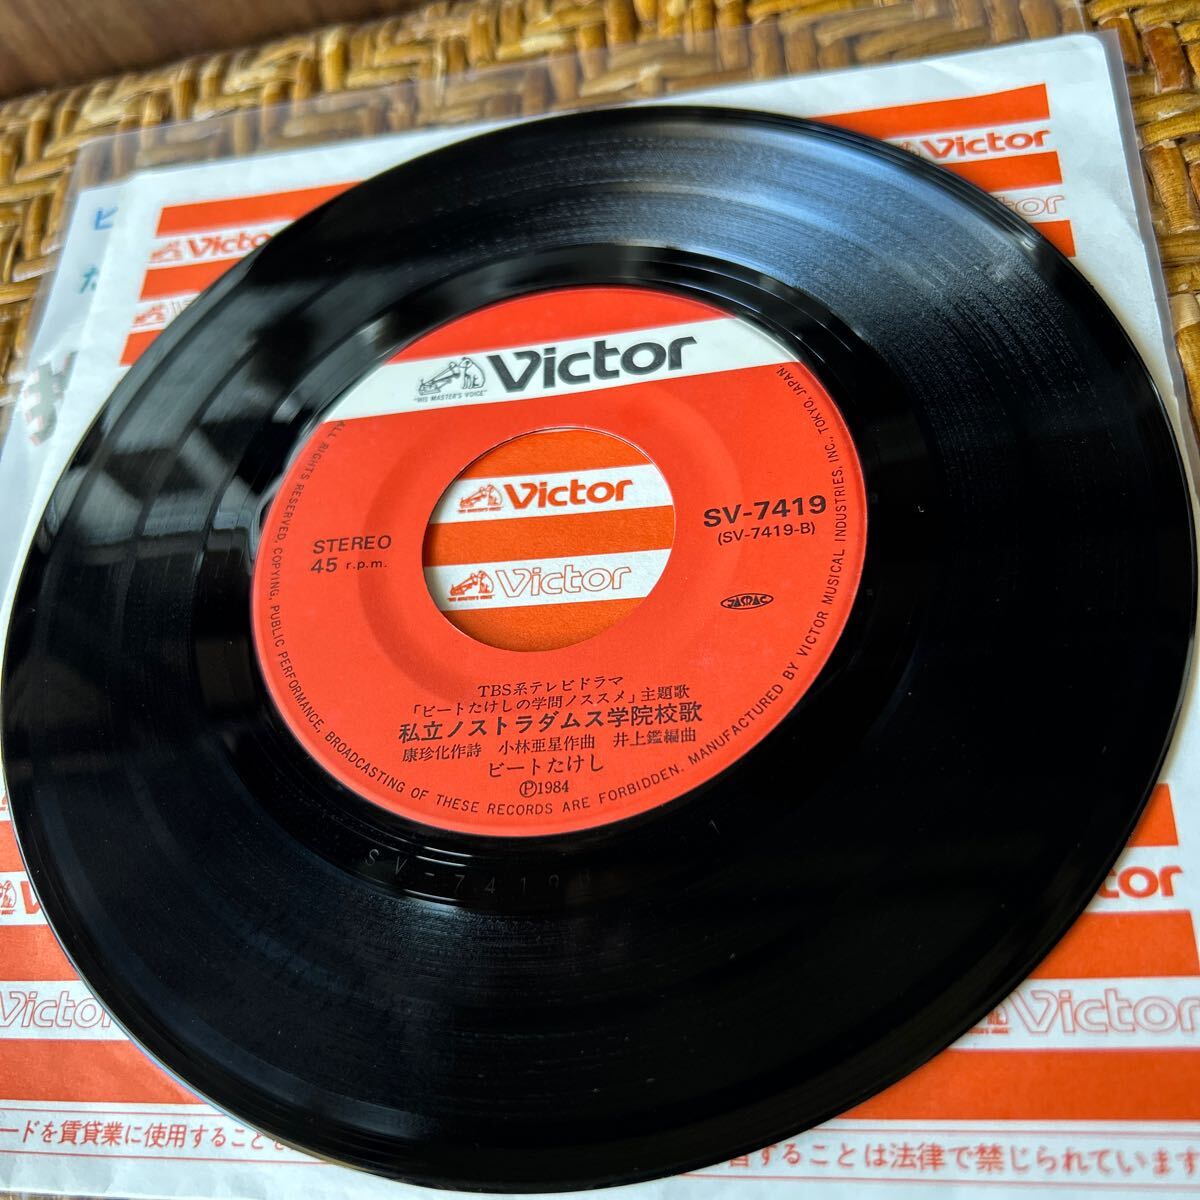 Victor
Victor
"HIS MASTER'S VOICE"
Victor
Victor
Victor
STEREO
45 r.p.m.
SV-7419
(SV-7419-B)
JASRAC
TBS系テレビドラマ
「ビートたけしの学問ノススメ」主題歌
私立ノストラダムス学院校歌
康珍化作詩 小林亜星作曲 井上鑑編曲
ビートたけし
Ⓟ1984
ALL RIGHTS RESERVED. COPYING, PUBLIC PERFORMANCE, BROADCASTING OF THESE RECORDS ARE FORBIDDEN. MANUFACTURED BY VICTOR MUSICAL INDUSTRIES, INC., TOKYO, JAPAN.
SV-7419
Victor
Victor
ードを賃貸業に使用すること
することは法律で禁じられています